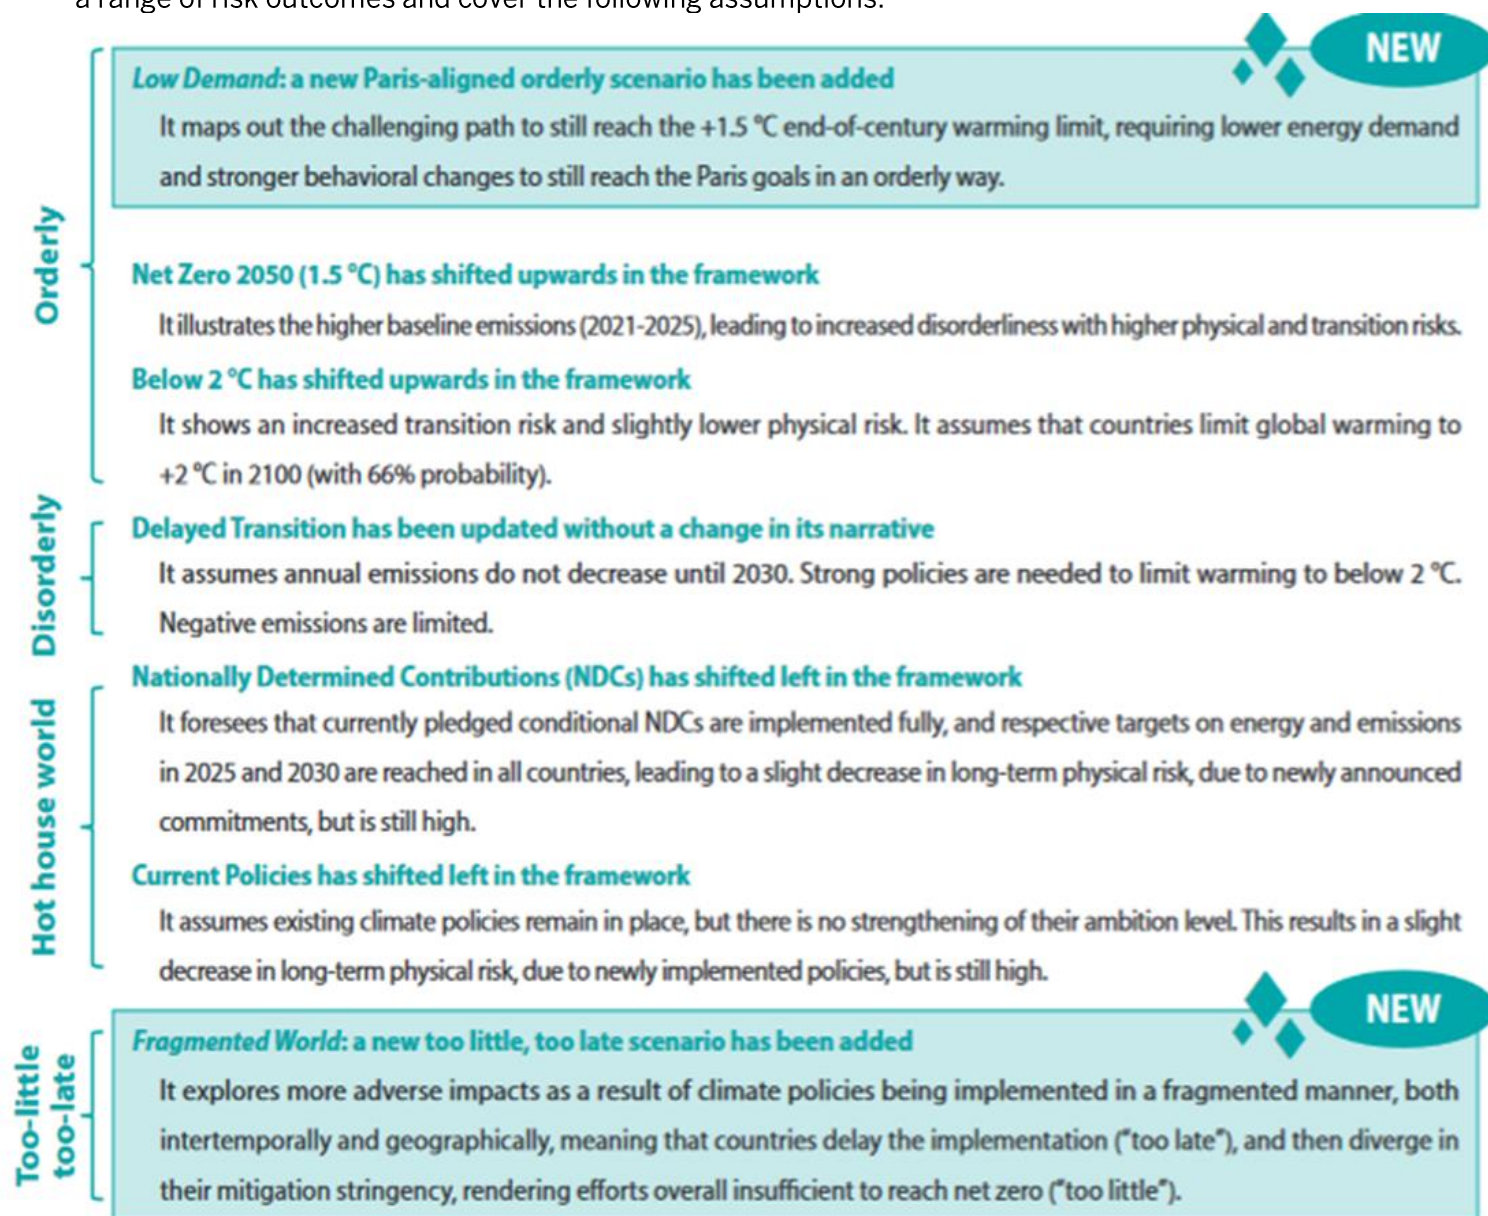 a range of risk outcomes and cover the following assumptions:
NEW
Low Demand: a new Paris-aligned orderly scenario has been added
It maps out the challenging path to still reach the +1.5 °C end-of-century warming limit, requiring lower energy demand
and stronger behavioral changes to still reach the Paris goals in an orderly way.
Orderly
Net Zero 2050 (1.5 °C) has shifted upwards in the framework
It illustrates the higher baseline emissions (2021-2025), leading to increased disorderliness with higher physical and transition risks.
Below 2 °C has shifted upwards in the framework
It shows an increased transition risk and slightly lower physical risk. It assumes that countries limit global warming to
+2 °C in 2100 (with 66% probability).
Disorderly
Delayed Transition has been updated without a change in its narrative
It assumes annual emissions do not decrease until 2030. Strong policies are needed to limit warming to below 2 °C.
Negative emissions are limited.
Hot house world
Nationally Determined Contributions (NDCs) has shifted left in the framework
It foresees that currently pledged conditional NDCs are implemented fully, and respective targets on energy and emissions
in 2025 and 2030 are reached in all countries, leading to a slight decrease in long-term physical risk, due to newly announced
commitments, but is still high.
Current Policies has shifted left in the framework
It assumes existing climate policies remain in place, but there is no strengthening of their ambition level. This results in a slight
decrease in long-term physical risk, due to newly implemented policies, but is still high.
NEW
Too-little
too-late
Fragmented World: a new too little, too late scenario has been added
It explores more adverse impacts as a result of climate policies being implemented in a fragmented manner, both
intertemporally and geographically, meaning that countries delay the implementation ("too late"), and then diverge in
their mitigation stringency, rendering efforts overall insufficient to reach net zero ("too little").